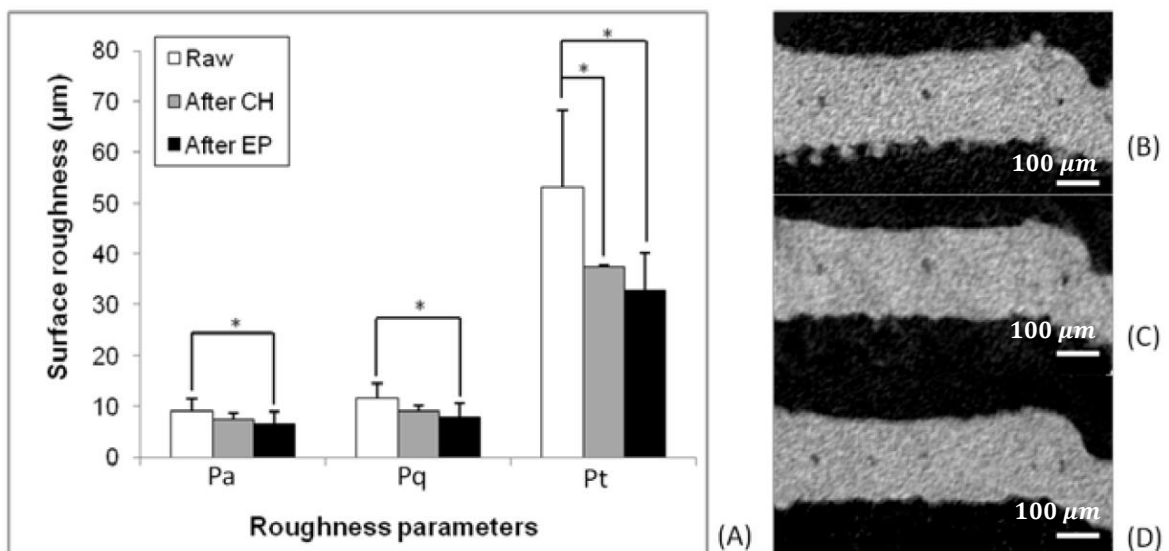 80
70
60
50
40
30
20
10
0
Surface roughness (µm)
Raw
After CH
After EP
*
*
*
*
Pa
Pq
Pt
Roughness parameters
(A)
100 µm
(B)
100 µm
(C)
100 µm
(D)